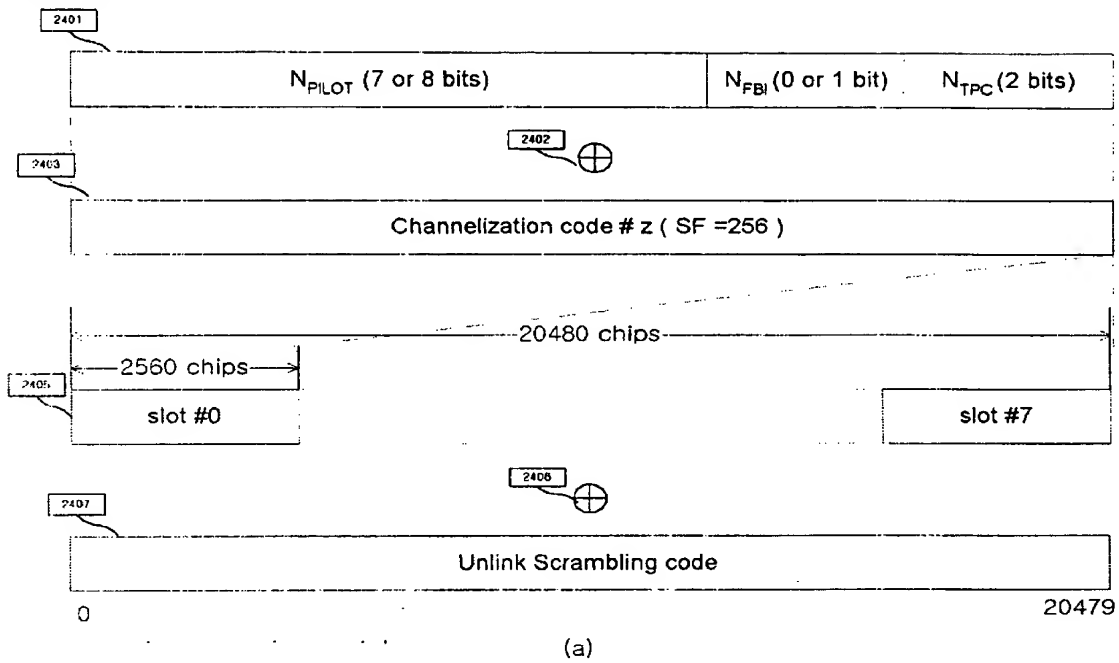 2401
N_PILOT (7 or 8 bits) N_FBI (0 or 1 bit) N_TPC (2 bits)
2402
2403
Channelization code # z ( SF =256 )
20480 chips
2560 chips
2405
slot #0 slot #7
2406
2407
Unlink Scrambling code
0 20479
(a)